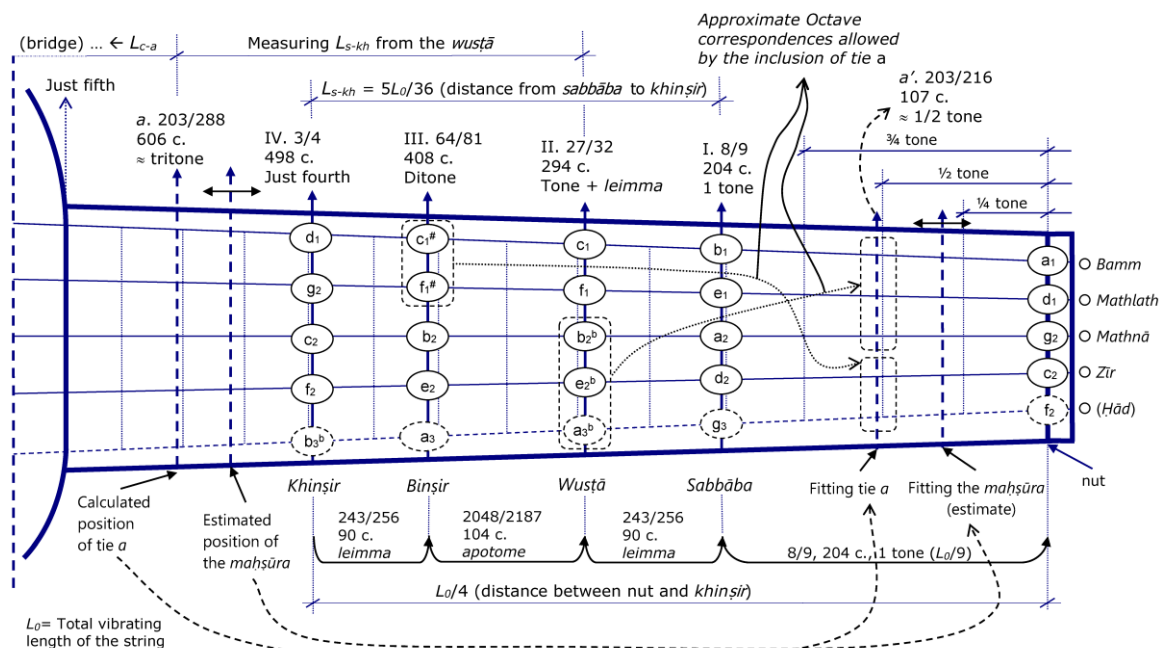 (bridge) ... ← Lc-a
Measuring Ls-kh from the wusṭā
Approximate Octave
correspondences allowed
by the inclusion of tie a
Just fifth
Ls-kh = 5L0/36 (distance from sabbāba to khinṣir)
a'. 203/216
107 c.
≈ 1/2 tone
a. 203/288
606 c.
≈ tritone
IV. 3/4
498 c.
Just fourth
III. 64/81
408 c.
Ditone
II. 27/32
294 c.
Tone + leimma
I. 8/9
204 c.
1 tone
¾ tone
½ tone
¼ tone
d1 c1# c1 b1 a1 Bamm
g2 f1# f1 e1 d1 Mathlath
c2 b2 b2b a2 g2 Mathnā
f2 e2 e2b d2 c2 Zīr
b3b a3 a3b g3 f2 (Ḥād)
Khinṣir Binṣir Wusṭā Sabbāba
Calculated
position
of tie a
Estimated
position of
the maḥṣūra
Fitting tie a
Fitting the maḥṣūra
(estimate)
nut
243/256
90 c.
leimma
2048/2187
104 c.
apotome
243/256
90 c.
leimma
8/9, 204 c., 1 tone (L0/9)
L0/4 (distance between nut and khinṣir)
L0= Total vibrating
length of the string